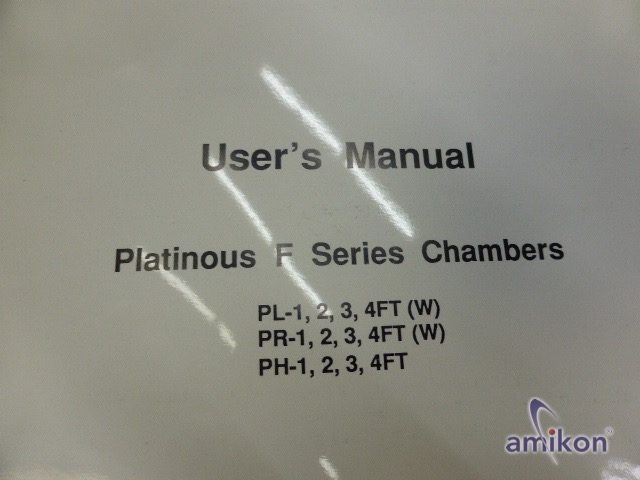 User's Manual
Platinous F Series Chambers
PL-1, 2, 3, 4FT (W)
PR-1, 2, 3, 4FT (W)
PH-1, 2, 3, 4FT
amikon®